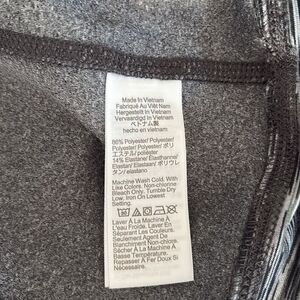 Made In Vietnam
Fabriqué Au Viêt Nam
Hergestellt In Vietnam
Vervaardigd in Vietnam
ベトナム製
hecho en vietnam
86% Polyester/ Polyester/
Polyester/ Polyester/ ポリ
エステル/ poliéster
14% Elastane/ Elasthanne/
Elastan/ Elastaan/ ポリウレ
タン/ elastano
Machine Wash Cold. With
Like Colors. Non-chlorine
Bleach Only. Tumble Dry
Low. Iron On Lowest
Setting.
Laver À La Machine À
L'eau Froide. Laver En
Séparant Les Couleurs.
Seulement Agent De
Blanchiment Non-chloré.
Sécher À La Machine À
Basse Température.
Repasser À Fer Doux Si
Nécessaire.